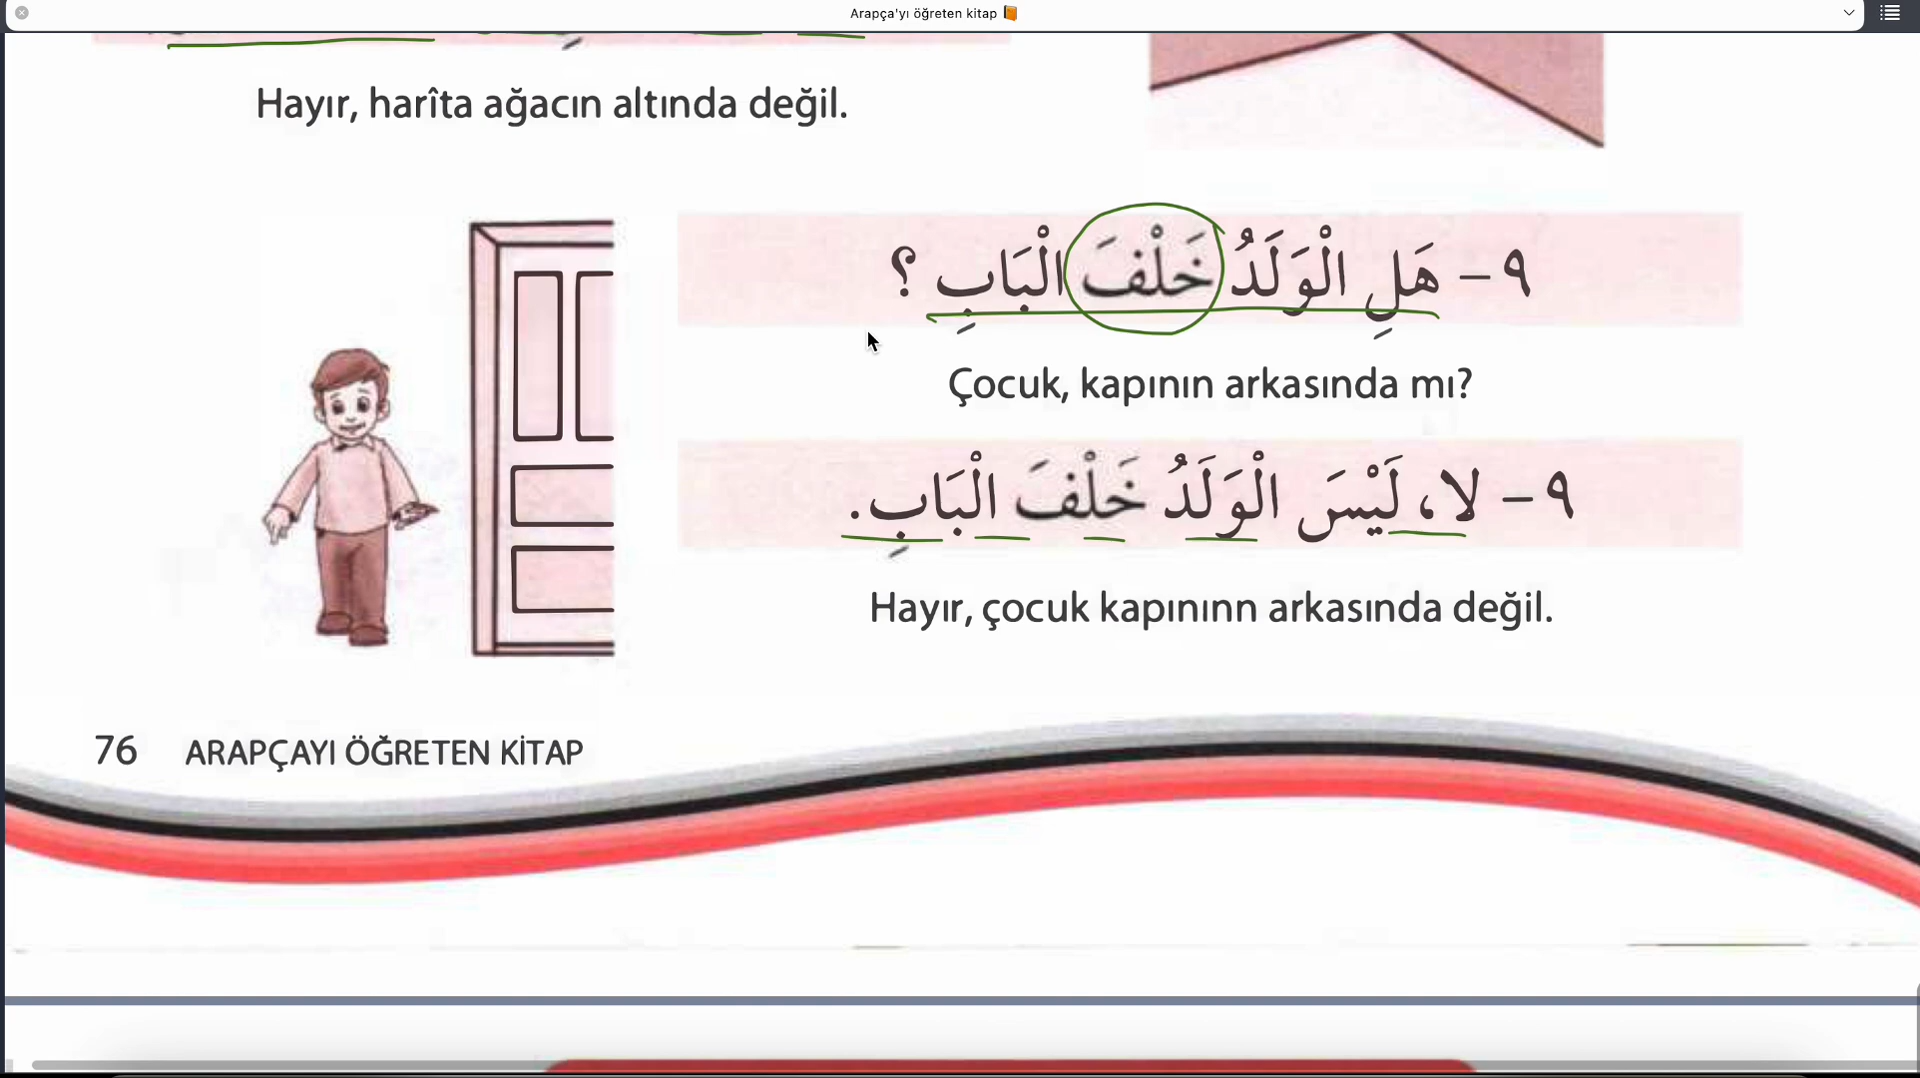 Arapça'yı öğreten kitap
Hayır, harîta ağacın altında değil.
٩ – هَلِ الْوَلَدُ خَلْفَ الْبَابِ ؟
Çocuk, kapının arkasında mı?
٩ – لا، لَيْسَ الْوَلَدُ خَلْفَ الْبَابِ.
Hayır, çocuk kapınınn arkasında değil.
76 ARAPÇAYI ÖĞRETEN KİTAP